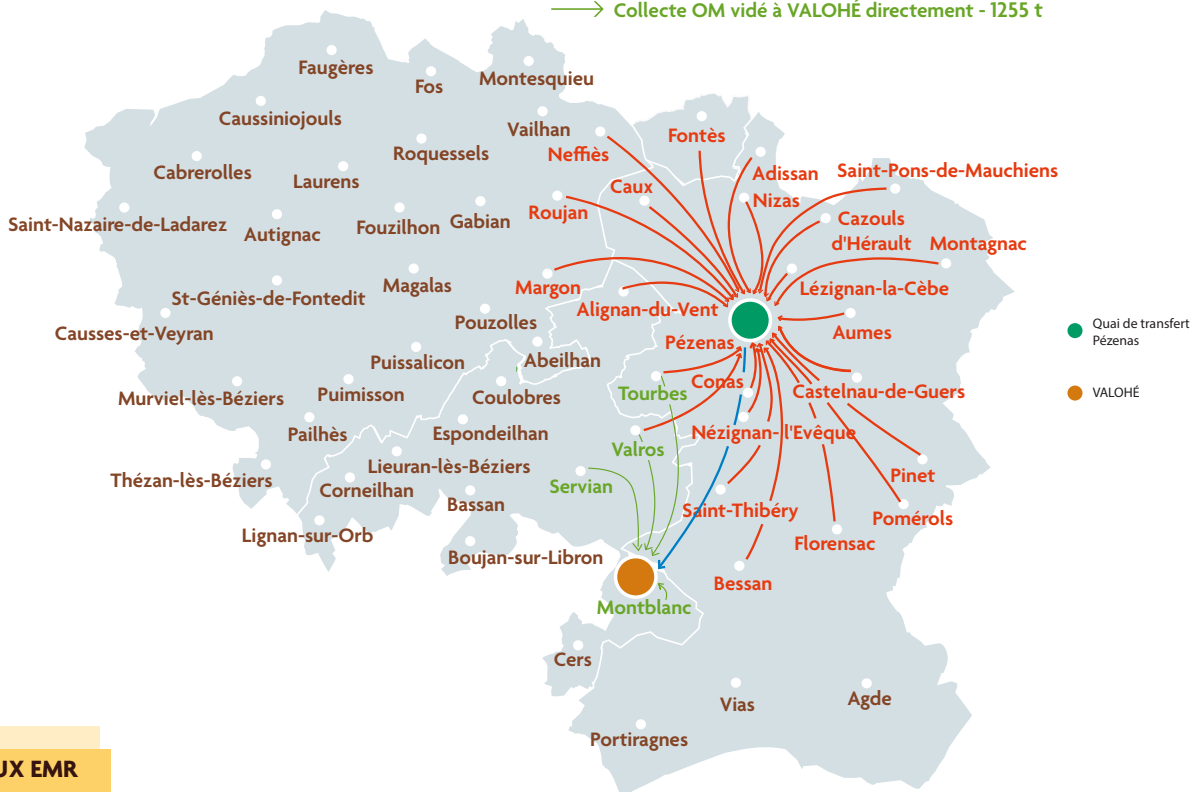 Collecte OM vidé à VALOHÉ directement - 1255 t
Faugères
Fos
Montesquieu
Caussiniojouls
Vailhan
Fontès
Roquessels
Neffiès
Cabrerolles
Laurens
Adissan
Saint-Pons-de-Mauchiens
Caux
Nizas
Saint-Nazaire-de-Ladarez
Autignac
Fouzilhon
Gabian
Roujan
Cazouls
d'Hérault
Montagnac
St-Géniès-de-Fontedit
Magalas
Margon
Alignan-du-Vent
Lézignan-la-Cèbe
Causses-et-Veyran
Pouzolles
Pézenas
Aumes
Quai de transfert
Pézenas
Puissalicon
Abeilhan
Murviel-lès-Béziers
Puimisson
Coulobres
Tourbes
Conas
Castelnau-de-Guers
VALOHÉ
Pailhès
Espondeilhan
Valros
Nézignan-l'Evêque
Thézan-lès-Béziers
Lieuran-lès-Béziers
Corneilhan
Bassan
Servian
Saint-Thibéry
Pinet
Pomérols
Lignan-sur-Orb
Boujan-sur-Libron
Florensac
Bessan
Montblanc
Cers
Vias
Agde
Portiragnes
UX EMR